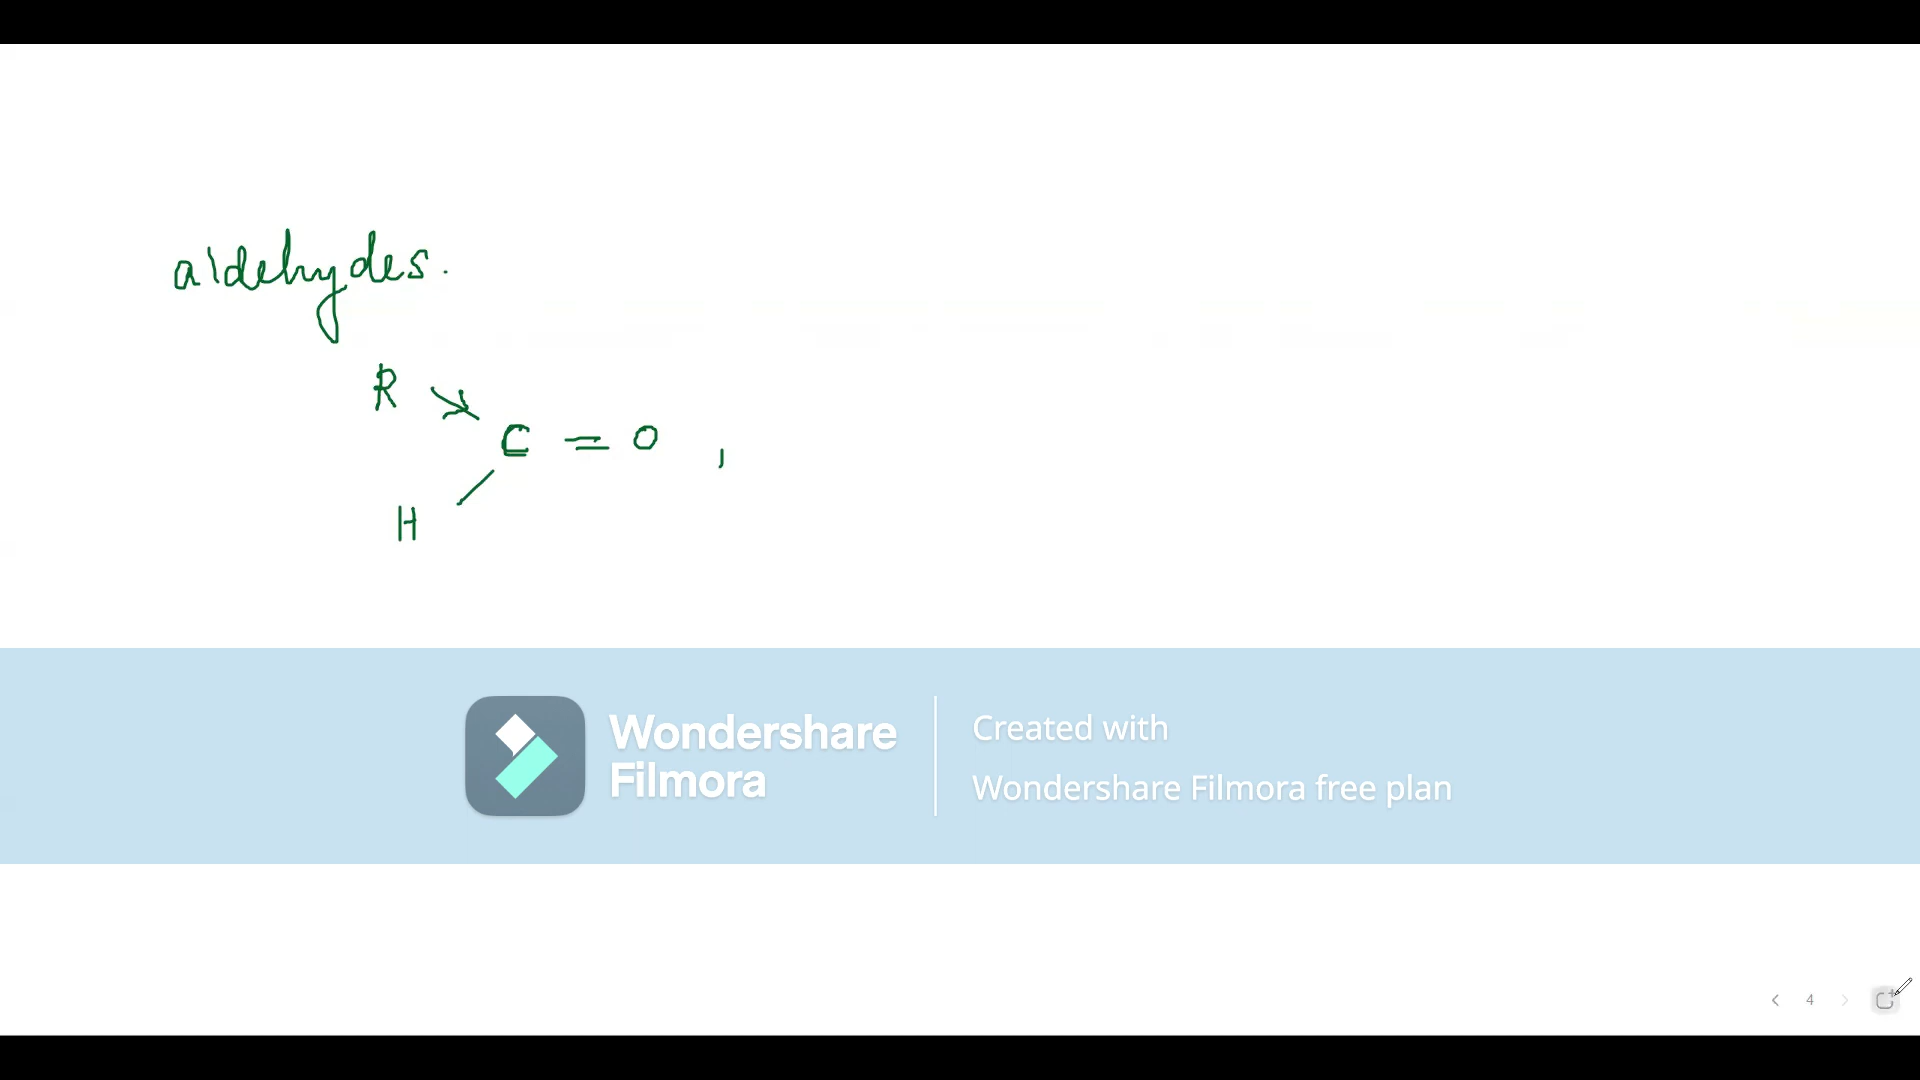 aldehydes.
R
C = O ,
H
Wondershare
Filmora
Created with
Wondershare Filmora free plan
4